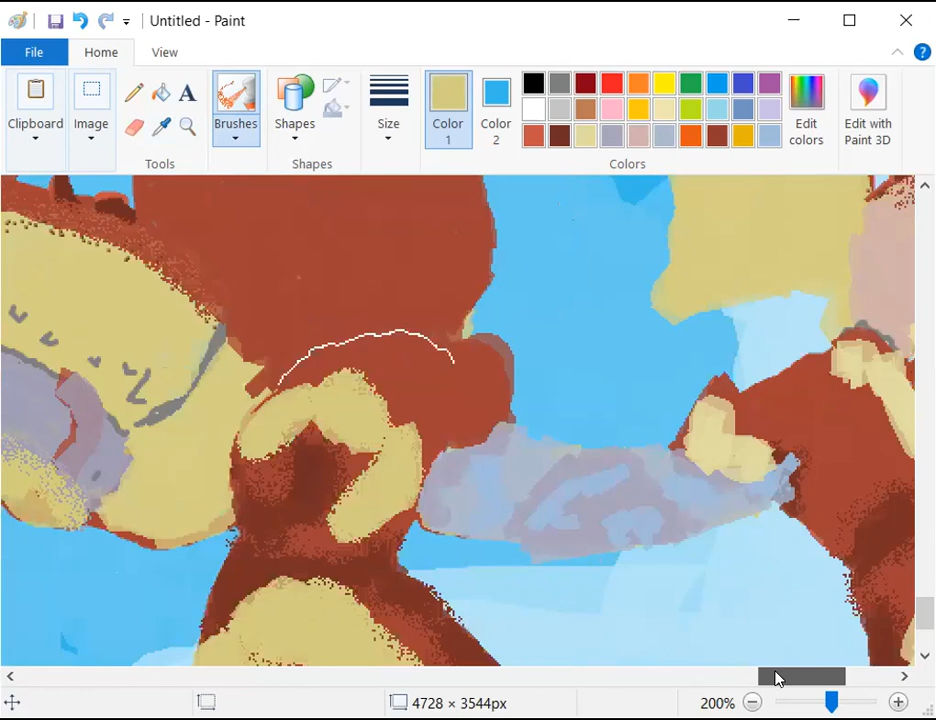 Untitled - Paint
File Home View
Clipboard Image Tools Brushes Shapes Shapes Size Color 1 Color 2 Colors Edit colors Edit with Paint 3D
4728 × 3544px 200%